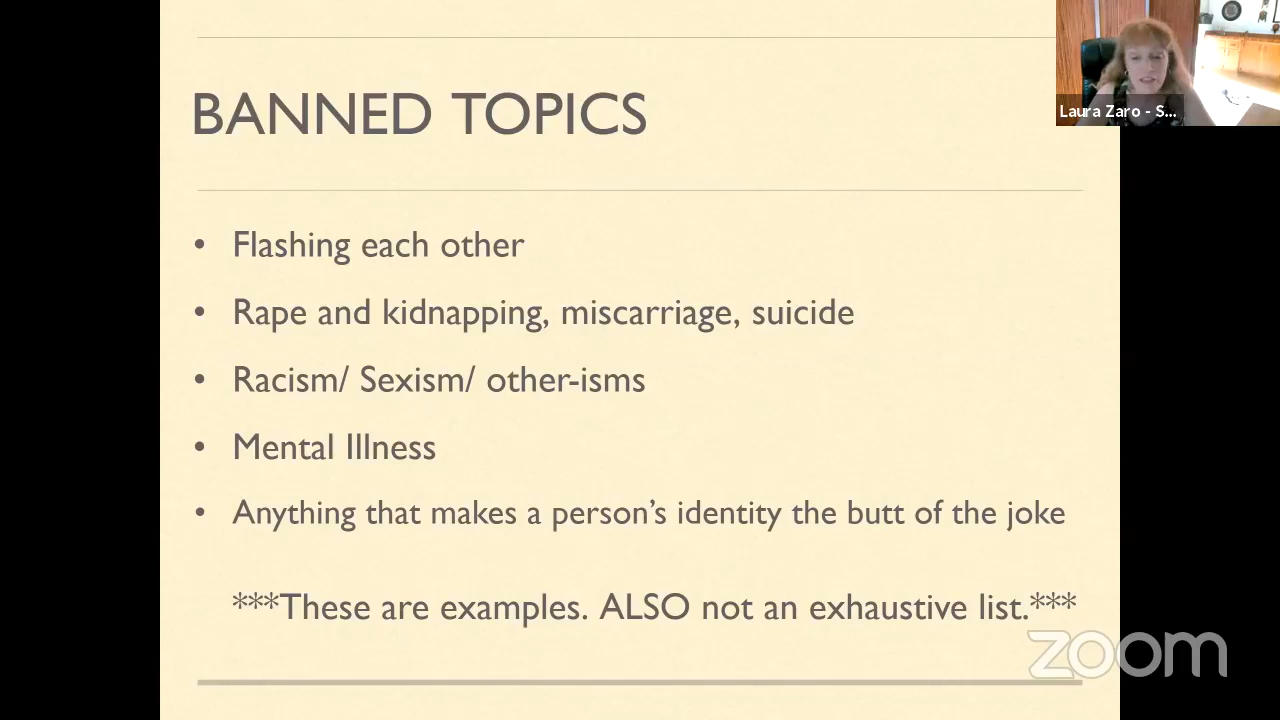 Laura Zaro - S...
BANNED TOPICS
• Flashing each other
• Rape and kidnapping, miscarriage, suicide
• Racism/ Sexism/ other-isms
• Mental Illness
• Anything that makes a person's identity the butt of the joke
***These are examples. ALSO not an exhaustive list.***
zoom